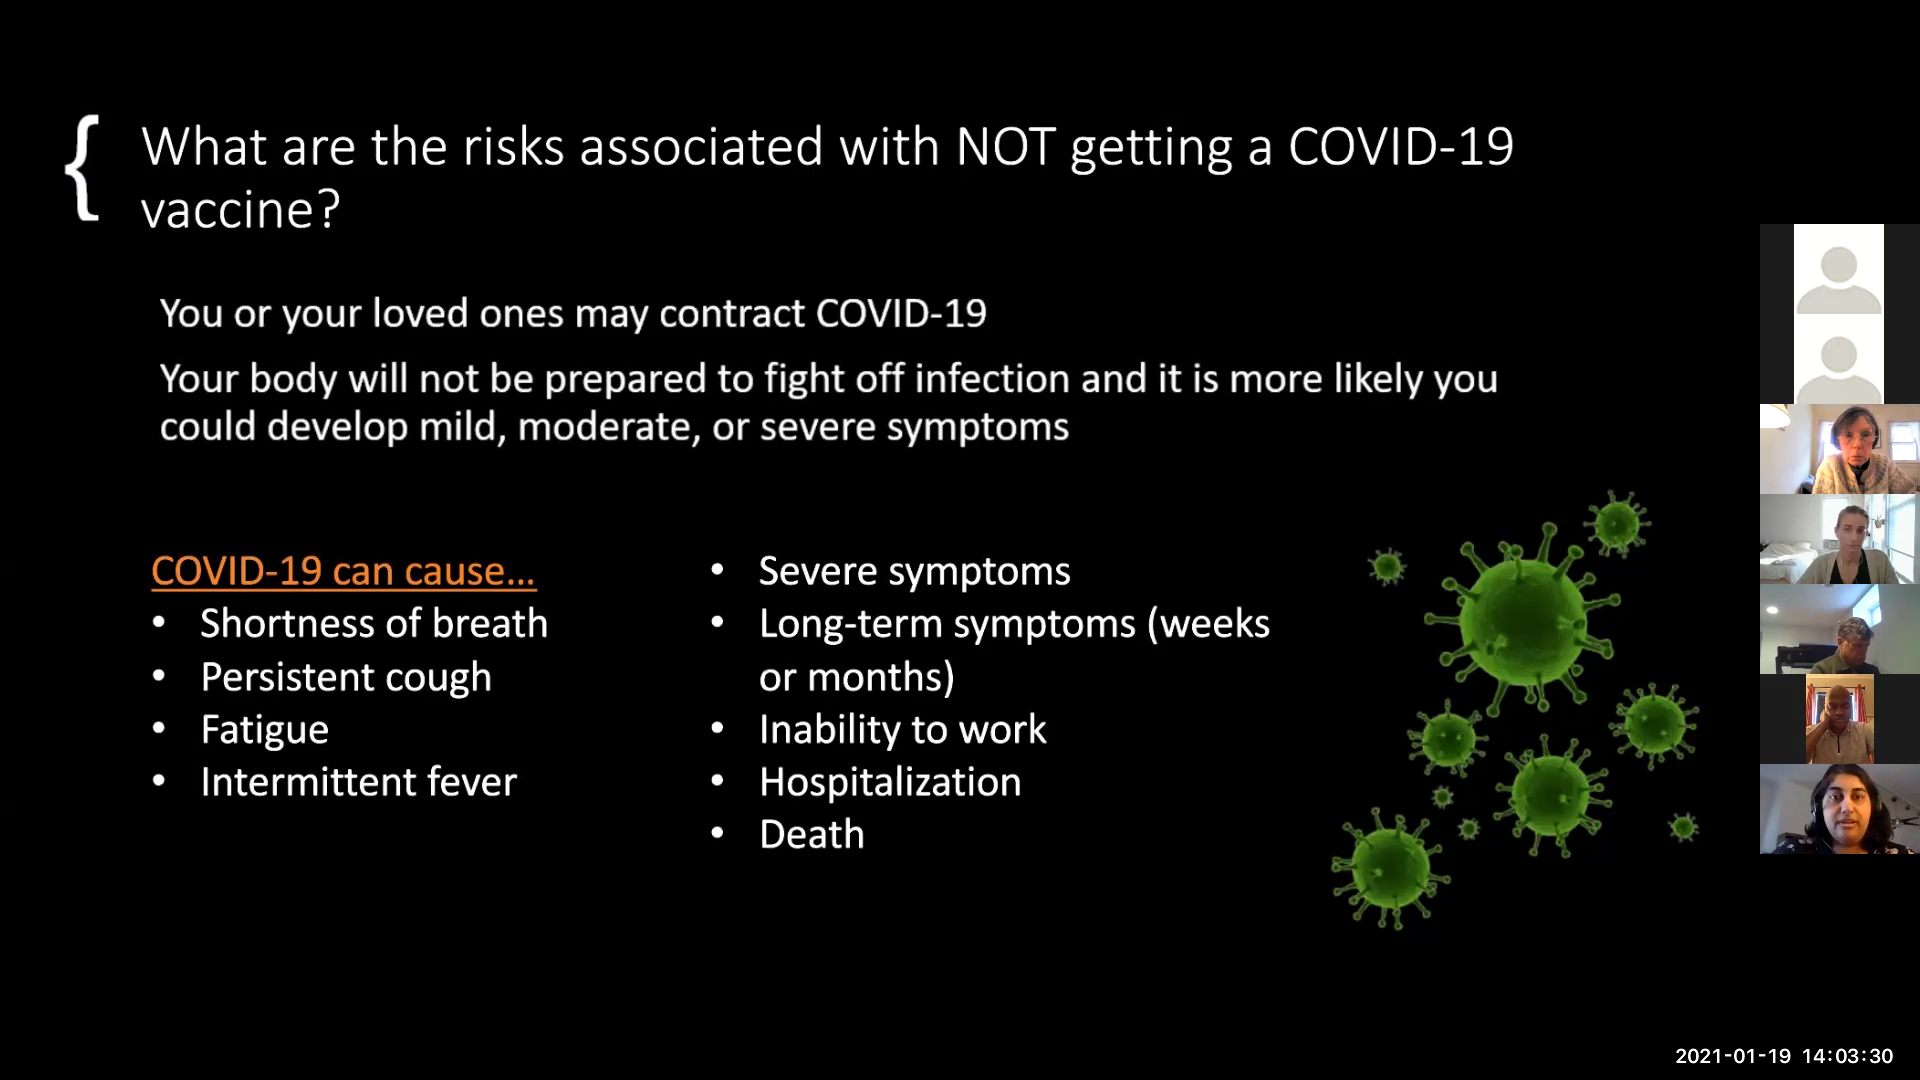 { What are the risks associated with NOT getting a COVID-19
vaccine?
You or your loved ones may contract COVID-19
Your body will not be prepared to fight off infection and it is more likely you
could develop mild, moderate, or severe symptoms
COVID-19 can cause...
• Shortness of breath
• Persistent cough
• Fatigue
• Intermittent fever
• Severe symptoms
• Long-term symptoms (weeks
or months)
• Inability to work
• Hospitalization
• Death
2021-01-19 14:03:30